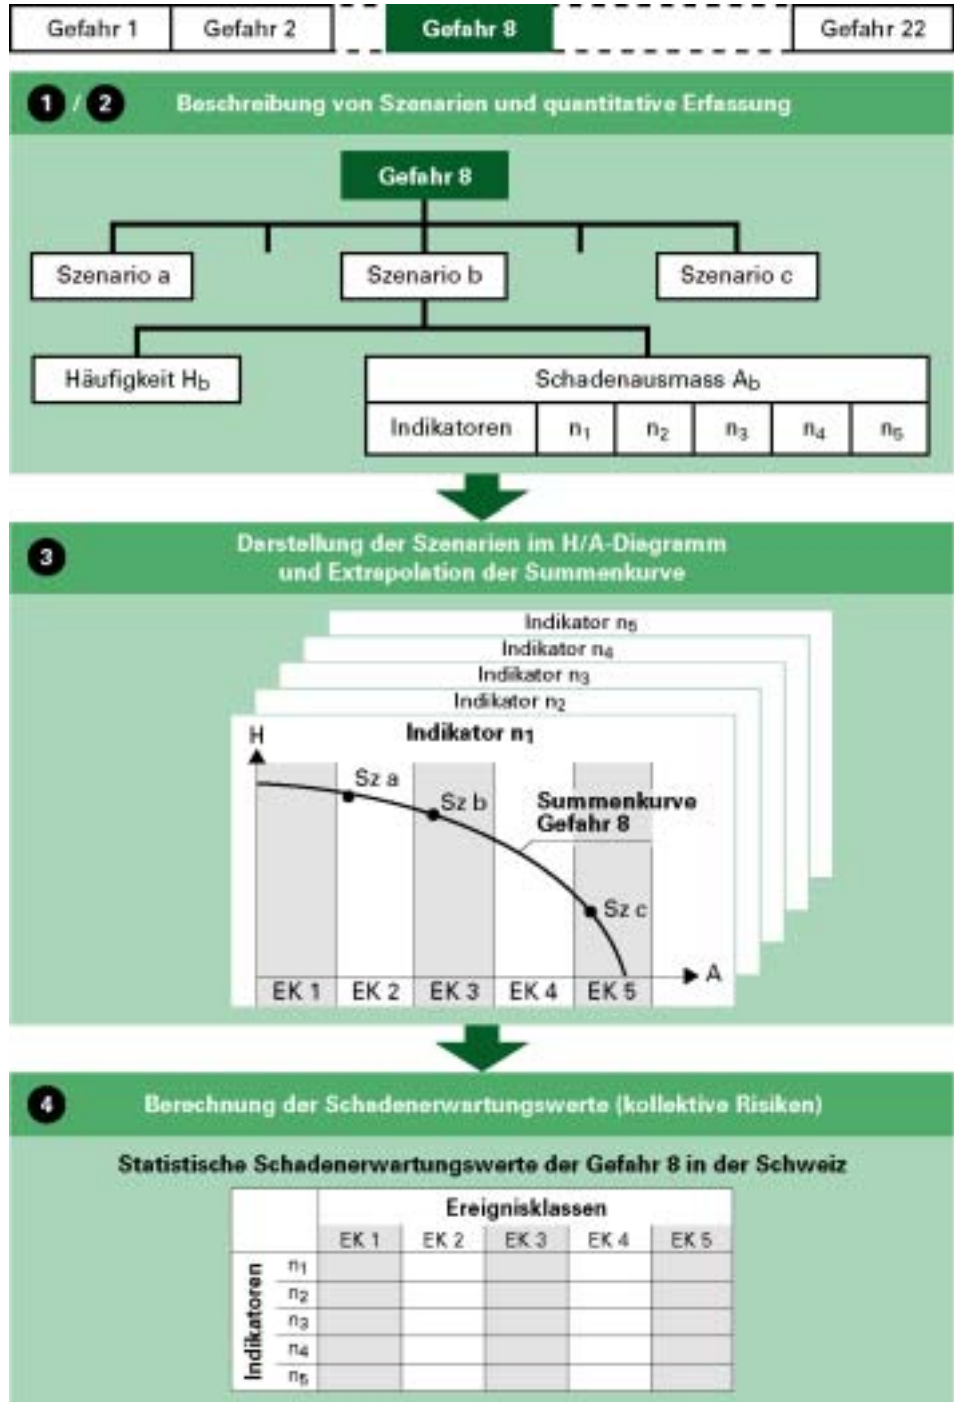 Gefahr 1 Gefahr 2 Gefahr 8 Gefahr 22
1 / 2 Beschreibung von Szenarien und quantitative Erfassung
Gefahr 8
Szenario a Szenario b Szenario c
Häufigkeit Hb Schadenausmass Ab
Indikatoren n1 n2 n3 n4 n5
3 Darstellung der Szenarien im H/A-Diagramm
und Extrapolation der Summenkurve
Indikator n5
Indikator n4
Indikator n3
Indikator n2
H Indikator n1
Sz a
Sz b
Summenkurve
Gefahr 8
Sz c
A
EK 1 EK 2 EK 3 EK 4 EK 5
4 Berechnung der Schadenerwartungswerte (kollektive Risiken)
Statistische Schadenerwartungswerte der Gefahr 8 in der Schweiz
Ereignisklassen
EK 1 EK 2 EK 3 EK 4 EK 5
Indikatoren
n1
n2
n3
n4
n5